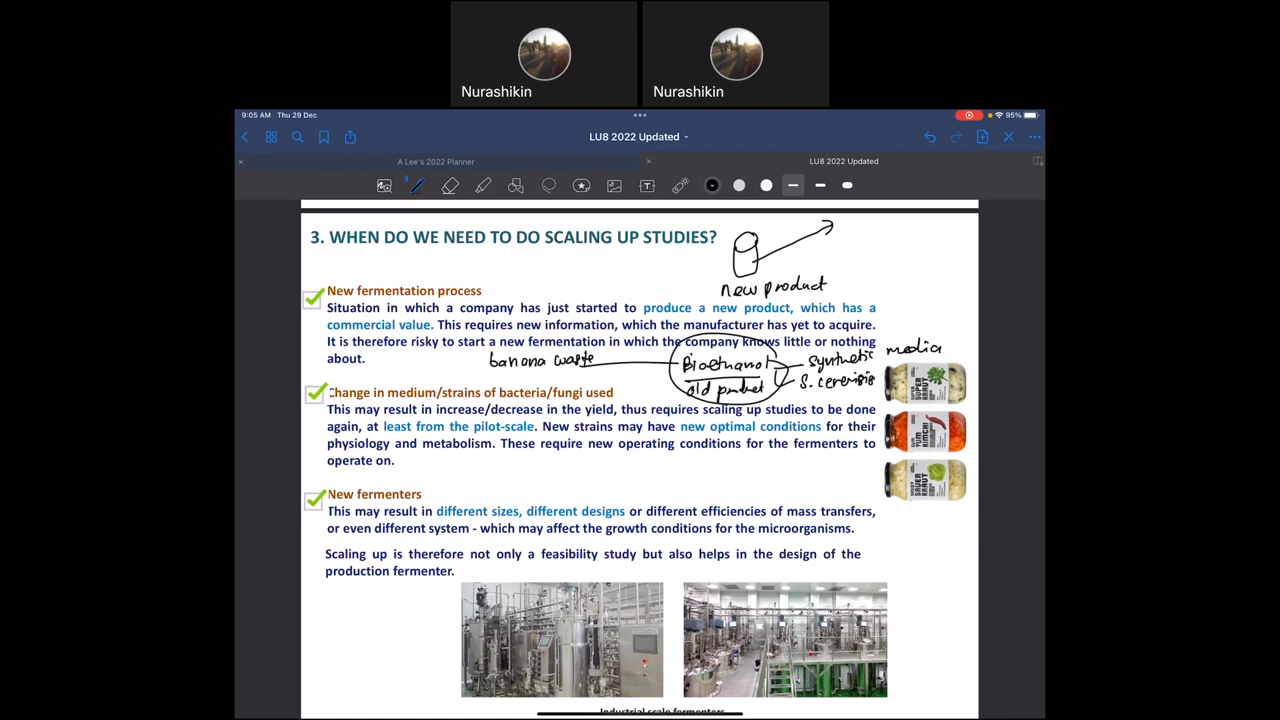 Nurashikin
Nurashikin
9:05 AM Thu 29 Dec
95%
LU8 2022 Updated
A Lee's 2022 Planner
LU8 2022 Updated
3. WHEN DO WE NEED TO DO SCALING UP STUDIES?
new product
New fermentation process
Situation in which a company has just started to produce a new product, which has a
commercial value. This requires new information, which the manufacturer has yet to acquire.
It is therefore risky to start a new fermentation in which the company knows little or nothing
about.
banana waste
Bioethanol
old product
synthetic media
Change in medium/strains of bacteria/fungi used
This may result in increase/decrease in the yield, thus requires scaling up studies to be done
again, at least from the pilot-scale. New strains may have new optimal conditions for their
physiology and metabolism. These require new operating conditions for the fermenters to
operate on.
SUPER
KRAUT
YUM
KIMCHI
SAUER
KRAUT
New fermenters
This may result in different sizes, different designs or different efficiencies of mass transfers,
or even different system - which may affect the growth conditions for the microorganisms.
Scaling up is therefore not only a feasibility study but also helps in the design of the
production fermenter.
Industrial scale fermenters